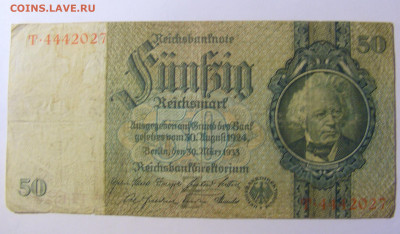 COINS.LAVE.RU
T·4442027
Reichsbanknote
50
Fünfzig
Reichsmark
Ausgegeben auf Grund des Bank-
gesetzes vom 30. August 1924
Berlin, den 30. März 1933
Reichsbankdirektorium
50
T·4442027